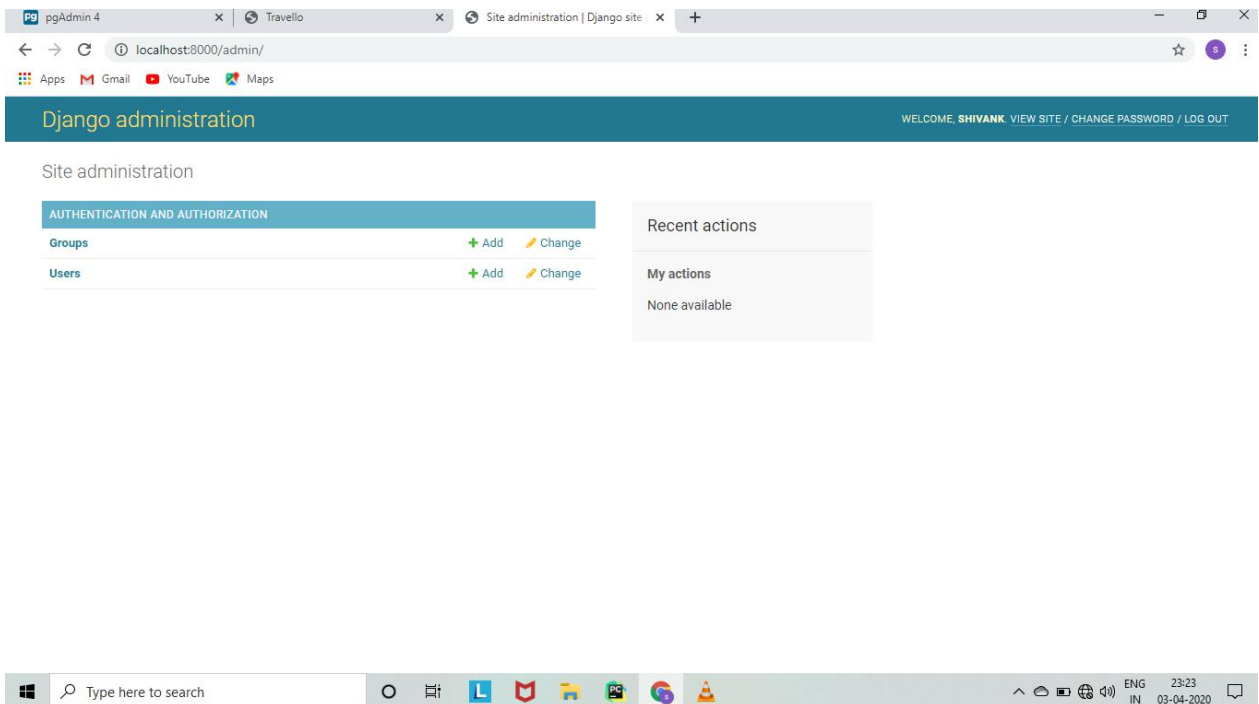 Pg pgAdmin 4
Travello
Site administration | Django site
localhost:8000/admin/
S
Apps
Gmail
YouTube
Maps
Django administration
WELCOME, SHIVANK. VIEW SITE / CHANGE PASSWORD / LOG OUT
Site administration
AUTHENTICATION AND AUTHORIZATION
Groups
Add
Change
Users
Add
Change
Recent actions
My actions
None available
Type here to search
L
PC
ENG
IN
23:23
03-04-2020